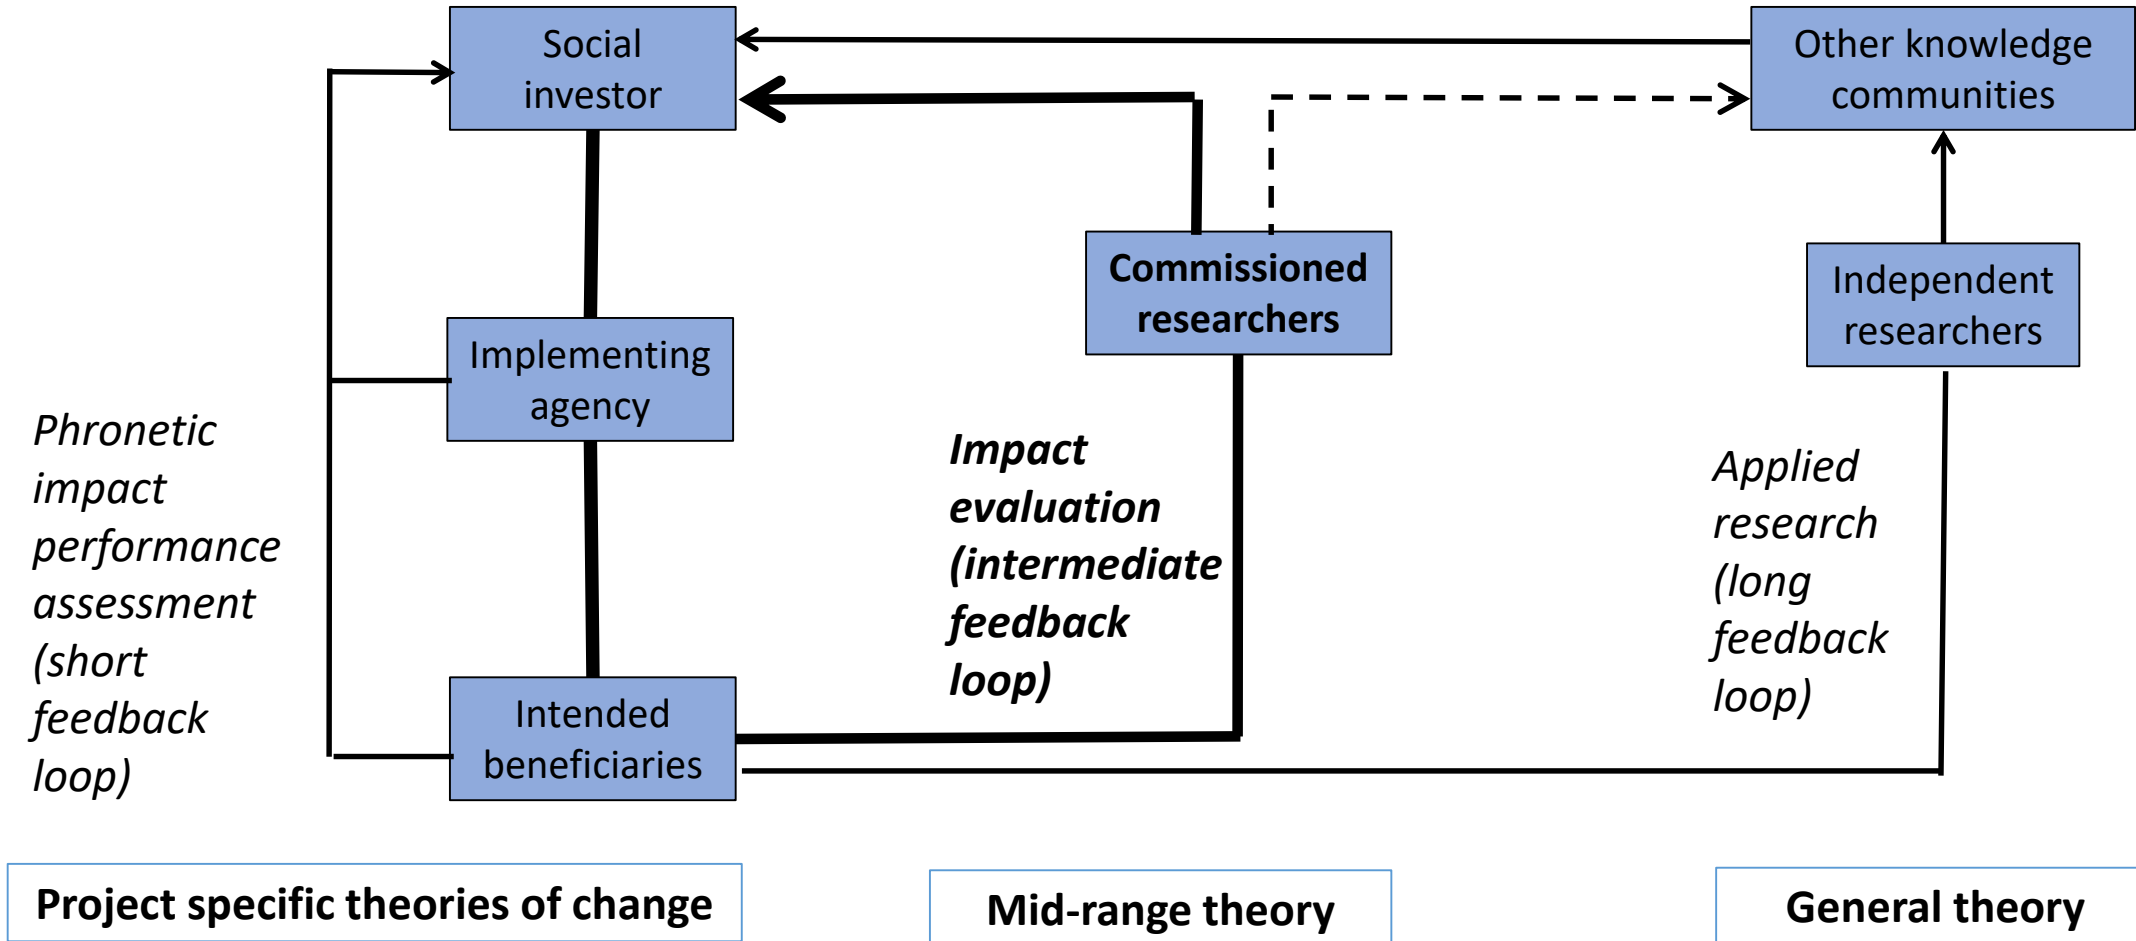 Social
investor
Other knowledge
communities
Commissioned
researchers
Independent
researchers
Implementing
agency
Phronetic
impact
performance
assessment
(short
feedback
loop)
Impact
evaluation
(intermediate
feedback
loop)
Applied
research
(long
feedback
loop)
Intended
beneficiaries
Project specific theories of change
Mid-range theory
General theory